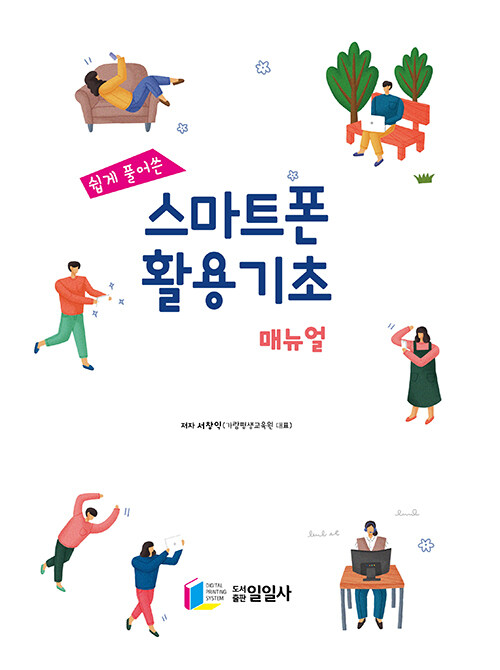 쉽게 풀어쓴
스마트폰
활용기초
매뉴얼
저자 서창익(가람평생교육원 대표)
DIGITAL
PRINTING
SYSTEM
도서
출판 일일사